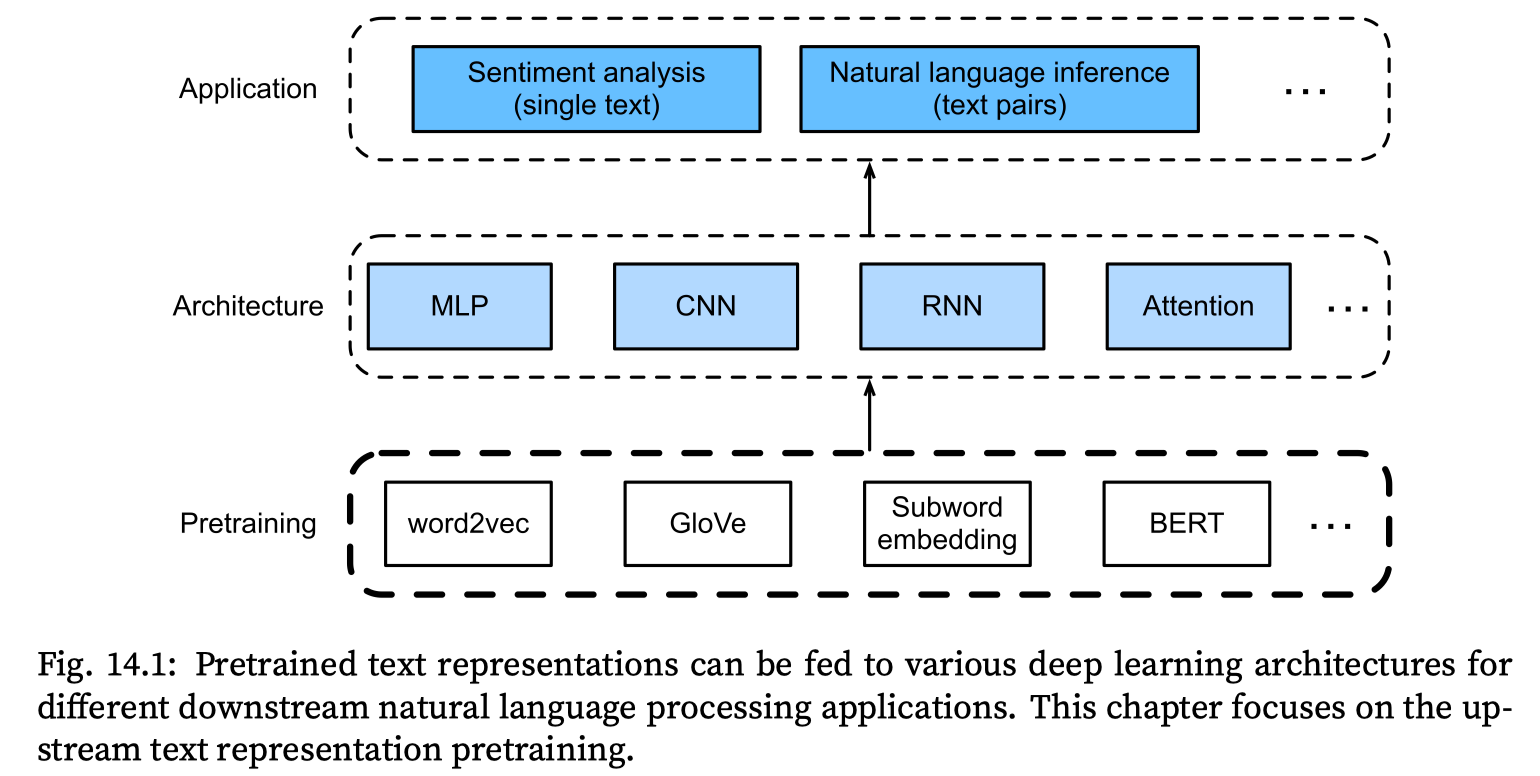 Application
Sentiment analysis
(single text)
Natural language inference
(text pairs)
...
Architecture
MLP
CNN
RNN
Attention
...
Pretraining
word2vec
GloVe
Subword
embedding
BERT
...
Fig. 14.1: Pretrained text representations can be fed to various deep learning architectures for
different downstream natural language processing applications. This chapter focuses on the up-
stream text representation pretraining.